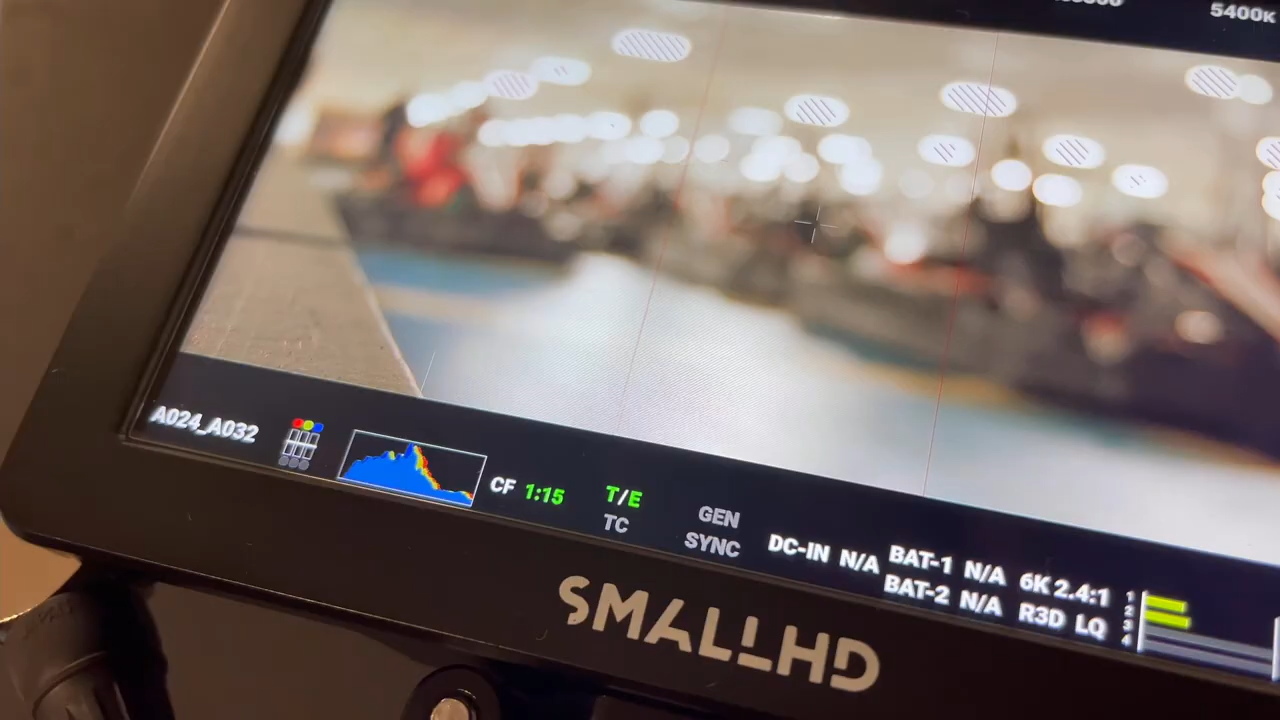 5400K
A024_A032
CF 1:15
T/E
TC
GEN
SYNC
DC-IN N/A
BAT-1 N/A
BAT-2 N/A
6K 2.4:1
R3D LQ
1
2
3
4
SMALLHD